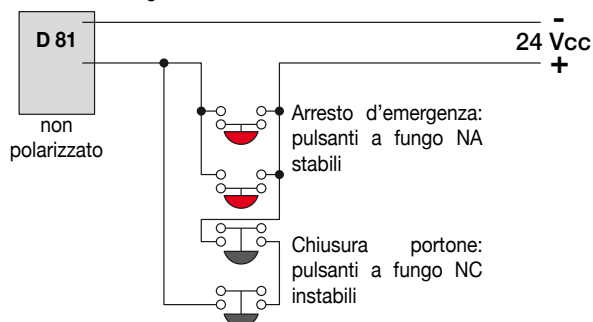 D 81
non
polarizzato
-
24 Vcc
+
Arresto d'emergenza:
pulsanti a fungo NA
stabili
Chiusura portone:
pulsanti a fungo NC
instabili